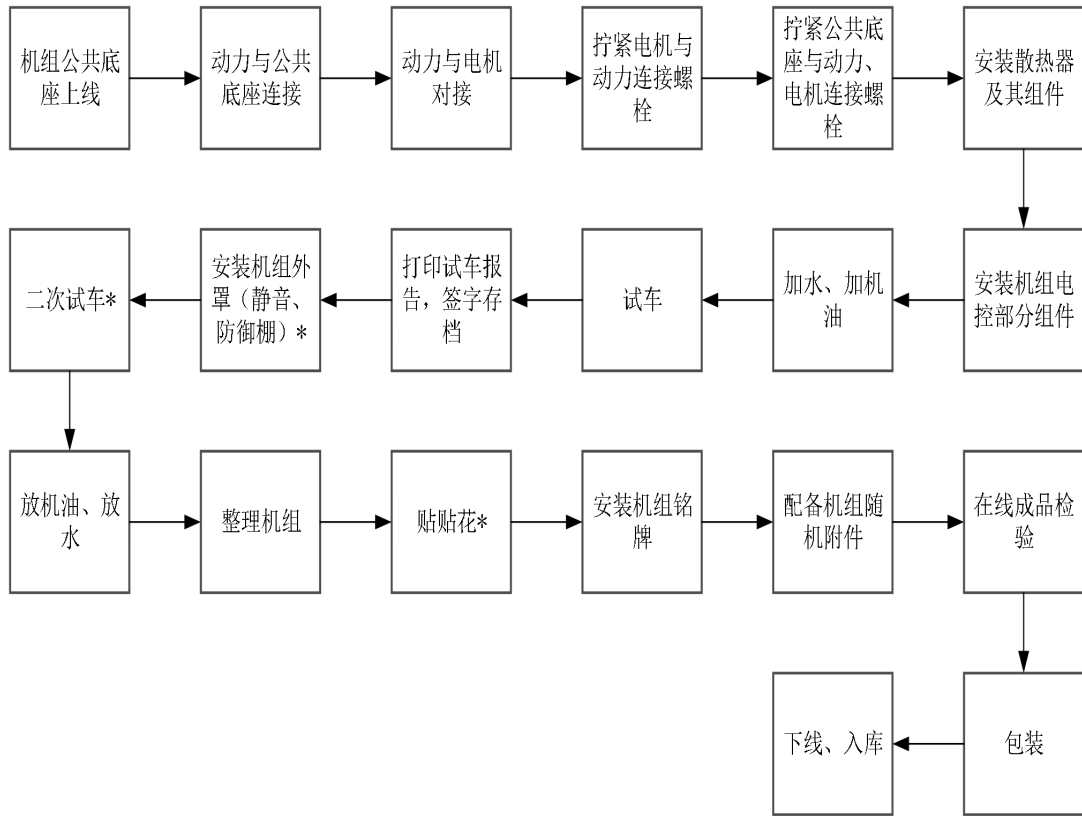 机组公共底
座上线
动力与公共
底座连接
动力与电机
对接
拧紧电机与
动力连接螺
栓
拧紧公共底
座与动力、
电机连接螺
栓
安装散热器
及其组件
安装机组电
控部分组件
加水、加机
油
试车
打印试车报
告，签字存
档
安装机组外
罩（静音、
防御棚）*
二次试车*
放机油、放
水
整理机组
贴贴花*
安装机组铭
牌
配备机组随
机附件
在线成品检
验
包装
下线、入库